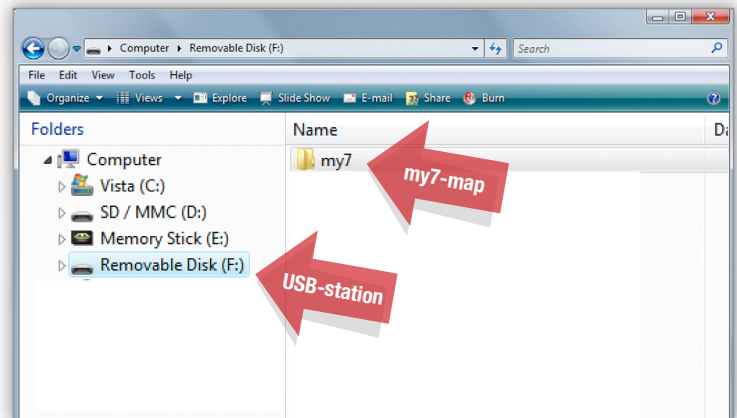 Computer ▸ Removable Disk (F:)
Search
File Edit View Tools Help
Organize Views Explore Slide Show E-mail Share Burn
Folders
Name
Computer
my7
my7-map
Vista (C:)
SD / MMC (D:)
Memory Stick (E:)
Removable Disk (F:)
USB-station